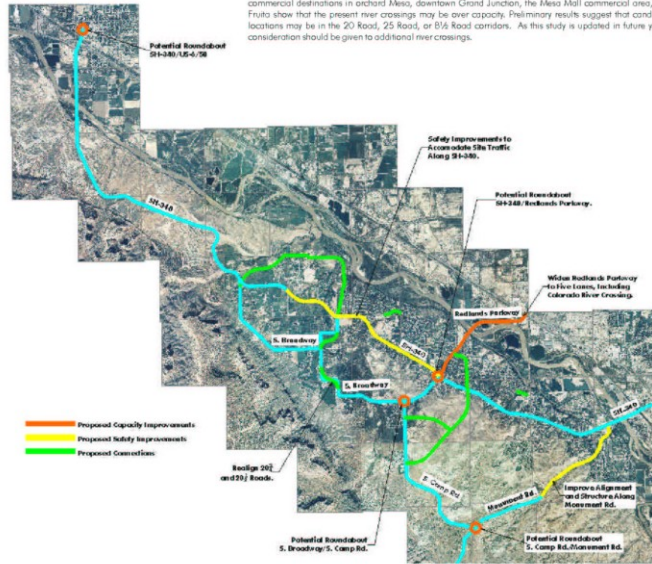 commercial destinations in orchard Mesa, downtown Grand Junction, the Mesa Mall commercial area,
Fruita show that the present river crossings may be over capacity. Preliminary results suggest that cand
locations may be in the 20 Road, 25 Road, or B½ Road corridors. As this study is updated in future y
consideration should be given to additional river crossings.
Potential Roundabout
SH-340/US-6/50
Safety Improvements to
Accomodate Site Traffic
Along SH-340.
SH-340
Potential Roundabout
SH-340/Redlands Parkway.
Widen Redlands Parkway
to Five Lanes, Including
Colorado River Crossing.
Redlands Parkway
S. Broadway
SH-340
S. Broadway
SH-340
Proposed Capacity Improvements
Proposed Safety Improvements
Proposed Connections
Realign 20¾
and 20½ Roads.
S. Camp Rd.
Monument Rd.
Improve Alignment
and Structure Along
Monument Rd.
Potential Roundabout
S. Broadway/S. Camp Rd.
Potential Roundabout
S. Camp Rd./Monument Rd.